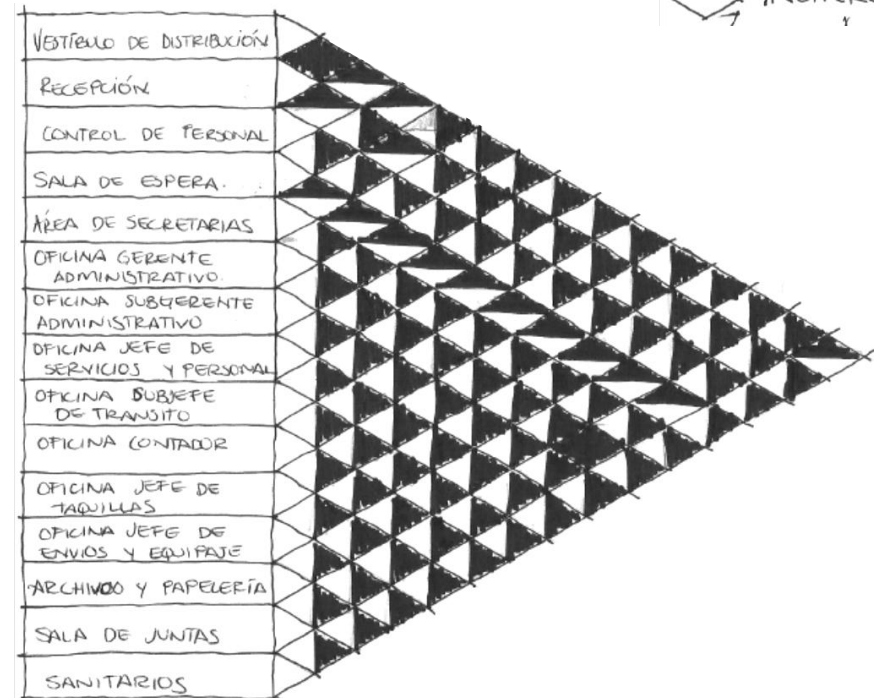 VESTÍBULO DE DISTRIBUCIÓN
RECEPCIÓN
CONTROL DE PERSONAL
SALA DE ESPERA.
ÁREA DE SECRETARIAS
OFICINA GERENTE
ADMINISTRATIVO.
OFICINA SUBGERENTE
ADMINISTRATIVO
OFICINA JEFE DE
SERVICIOS Y PERSONAL
OFICINA SUBJEFE
DE TRANSITO
OFICINA CONTADOR
OFICINA JEFE DE
TAQUILLAS
OFICINA JEFE DE
ENVIOS Y EQUIPAJE
ARCHIVOO Y PAPELERÍA
SALA DE JUNTAS
SANITARIOS